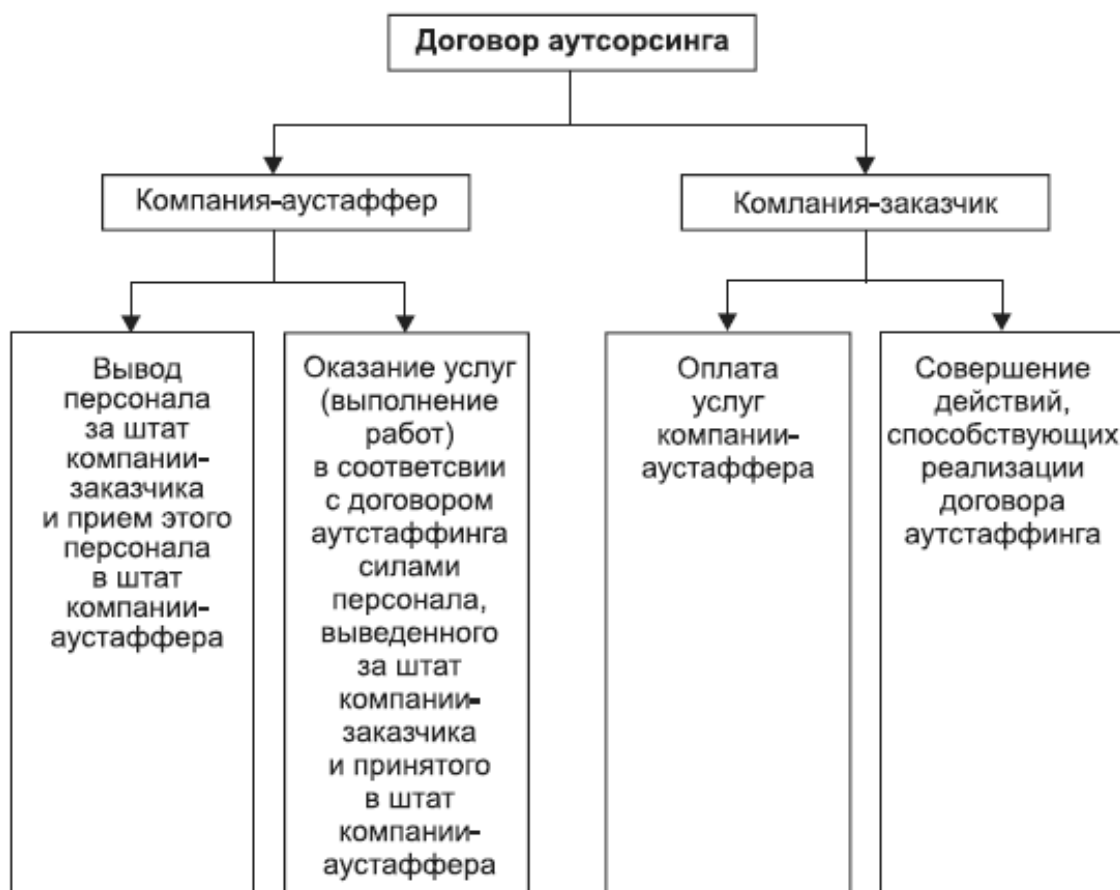 Договор аутсорсинга
Компания-аустаффер
Комлания-заказчик
Вывод
персонала
за штат
компании-
заказчика
и прием этого
персонала
в штат
компании-
аустаффера
Оказание услуг
(выполнение
работ)
в соответсвии
с договором
аутстаффинга
силами
персонала,
выведенного
за штат
компании-
заказчика
и принятого
в штат
компании-
аустаффера
Оплата
услуг
компании-
аустаффера
Совершение
действий,
способствующих
реализации
договора
аутстаффинга